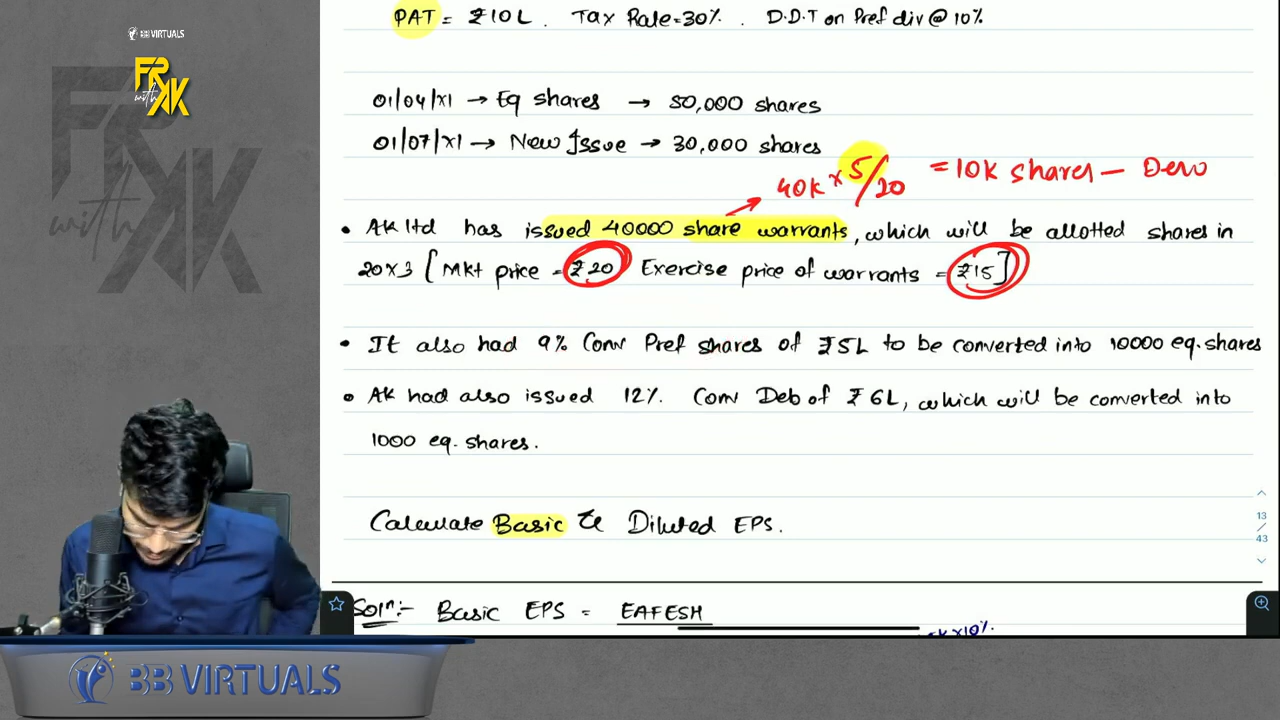 PAT = ₹10L. Tax Rate=30%. D.D.T on Pref div@10%
BB VIRTUALS
FR with AK
01/04/x1 → Eq shares → 50,000 shares
01/07/x1 → New Issue → 30,000 shares
40K × 5/20 = 10K shares – Deno
• AK ltd has issued 40000 share warrants, which will be allotted shares in
20x3 [Mkt price = ₹20 Exercise price of warrants = ₹15]
• It also had 9% Conv Pref shares of ₹5L to be converted into 10000 eq. shares
• AK had also issued 12% Conv Deb of ₹6L, which will be converted into
1000 eq. shares.
Calculate Basic & Diluted EPS.
13
/
43
Soln:- Basic EPS = EAFESH
BB VIRTUALS